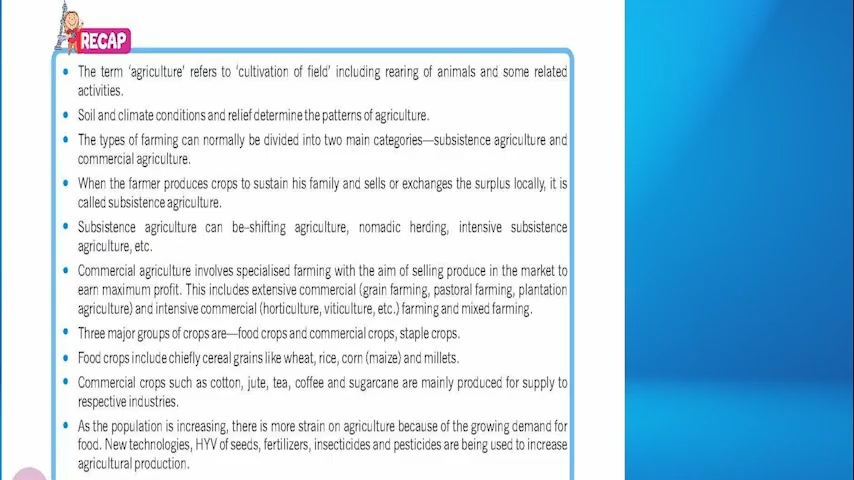 RECAP
• The term ‘agriculture’ refers to ‘cultivation of field’ including rearing of animals and some related
activities.
• Soil and climate conditions and relief determine the patterns of agriculture.
• The types of farming can normally be divided into two main categories—subsistence agriculture and
commercial agriculture.
• When the farmer produces crops to sustain his family and sells or exchanges the surplus locally, it is
called subsistence agriculture.
• Subsistence agriculture can be–shifting agriculture, nomadic herding, intensive subsistence
agriculture, etc.
• Commercial agriculture involves specialised farming with the aim of selling produce in the market to
earn maximum profit. This includes extensive commercial (grain farming, pastoral farming, plantation
agriculture) and intensive commercial (horticulture, viticulture, etc.) farming and mixed farming.
• Three major groups of crops are—food crops and commercial crops, staple crops.
• Food crops include chiefly cereal grains like wheat, rice, corn (maize) and millets.
• Commercial crops such as cotton, jute, tea, coffee and sugarcane are mainly produced for supply to
respective industries.
• As the population is increasing, there is more strain on agriculture because of the growing demand for
food. New technologies, HYV of seeds, fertilizers, insecticides and pesticides are being used to increase
agricultural production.